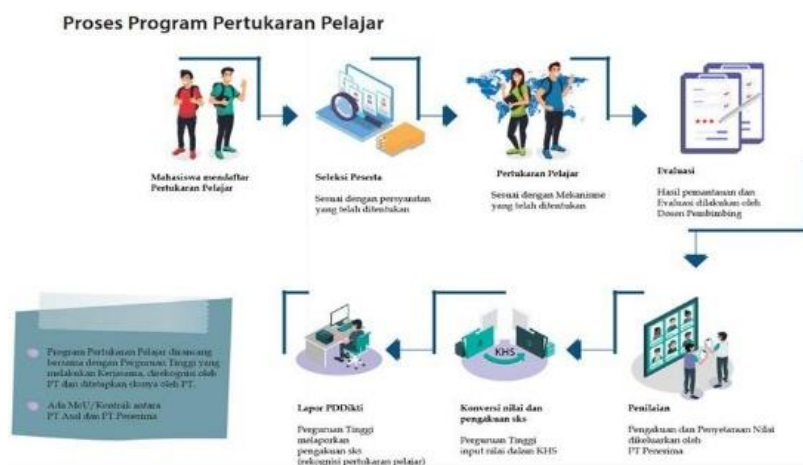 Proses Program Pertukaran Pelajar
Mahasiswa mendaftar
Pertukaran Pelajar
Seleksi Peserta
Sesuai dengan persyaratan
yang telah ditentukan
Pertukaran Pelajar
Sesuai dengan Mekanisme
yang telah ditentukan
Evaluasi
Hasil pemantauan dan
Evaluasi dilakukan oleh
Dosen Pembimbing
Penilaian
Pengakuan dan Penyetaraan Nilai
dikeluarkan oleh
PT Penerima
KHS
Konversi nilai dan
pengakuan sks
Perguruan Tinggi
input nilai dalam KHS
Lapor PDDikti
Perguruan Tinggi
melaporkan
pengakuan sks
(rekognisi pertukaran pelajar)
Program Pertukaran Pelajar dirancang
bersama dengan Perguruan Tinggi yang
melakukan Kerjasama, direkognisi oleh
PT dan ditetapkan oleh PT.
Ada MoU/Kontrak antara
PT Asal dan PT Penerima